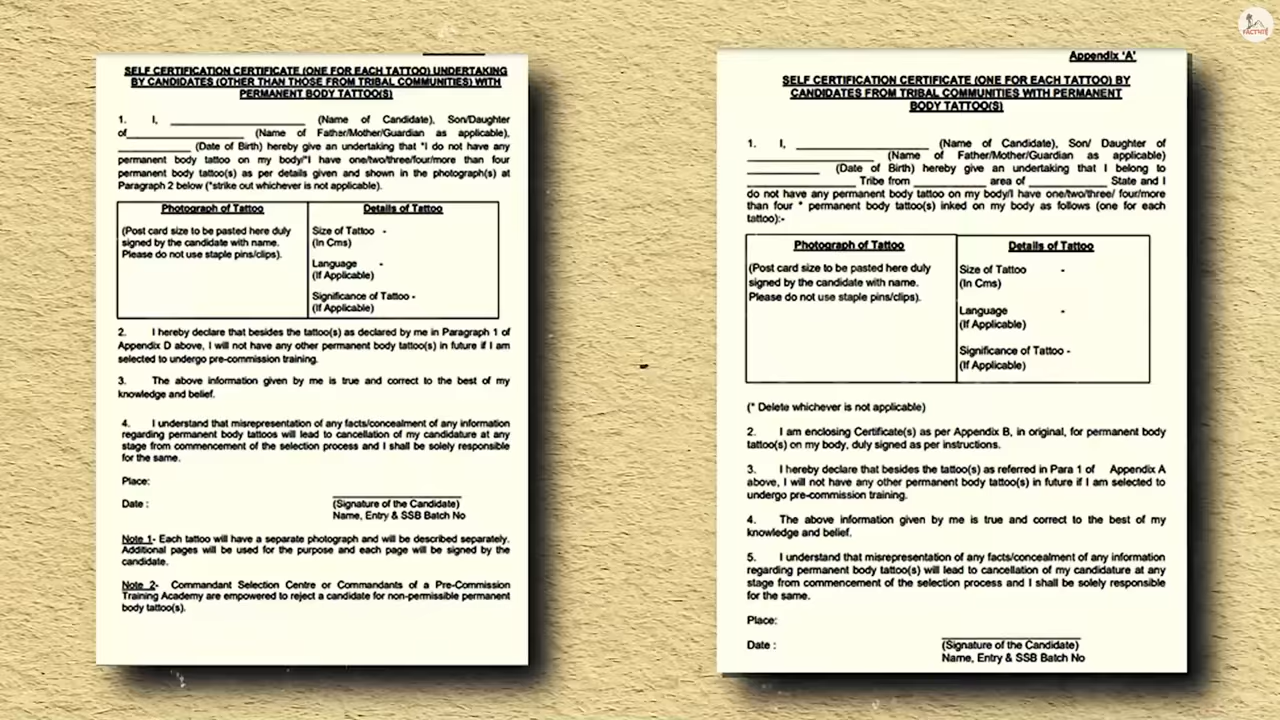 SELF CERTIFICATION CERTIFICATE (ONE FOR EACH TATTOO) UNDERTAKING
BY CANDIDATES (OTHER THAN THOSE FROM TRIBAL COMMUNITIES) WITH
PERMANENT BODY TATTOO(S)
1. I, ____________________ (Name of Candidate), Son/Daughter
of__________________ (Name of Father/Mother/Guardian as applicable),
___________ (Date of Birth) hereby give an undertaking that *I do not have any
permanent body tattoo on my body/*I have one/two/three/four/more than four
permanent body tattoo(s) as per details given and shown in the photograph(s) at
Paragraph 2 below (*strike out whichever is not applicable).
Photograph of Tattoo
(Post card size to be pasted here duly
signed by the candidate with name.
Please do not use staple pins/clips).
Details of Tattoo
Size of Tattoo -
(In Cms)
Language -
(If Applicable)
Significance of Tattoo -
(If Applicable)
2. I hereby declare that besides the tattoo(s) as declared by me in Paragraph 1 of
Appendix D above, I will not have any other permanent body tattoo(s) in future if I am
selected to undergo pre-commission training.
3. The above information given by me is true and correct to the best of my
knowledge and belief.
4. I understand that misrepresentation of any facts/concealment of any information
regarding permanent body tattoos will lead to cancellation of my candidature at any
stage from commencement of the selection process and I shall be solely responsible
for the same.
Place:
Date :
(Signature of the Candidate)
Name, Entry & SSB Batch No
Note 1- Each tattoo will have a separate photograph and will be described separately.
Additional pages will be used for the purpose and each page will be signed by the
candidate.
Note 2- Commandant Selection Centre or Commandants of a Pre-Commission
Training Academy are empowered to reject a candidate for non-permissible permanent
body tattoo(s).
Appendix 'A'
SELF CERTIFICATION CERTIFICATE (ONE FOR EACH TATTOO) BY
CANDIDATES FROM TRIBAL COMMUNITIES WITH PERMANENT
BODY TATTOO(S)
1. I, ____________________ (Name of Candidate), Son/ Daughter of
____________________ (Name of Father/Mother/Guardian as applicable)
___________ (Date of Birth) hereby give an undertaking that I belong to
________________ Tribe from ____________ area of ____________ State and I
do not have any permanent body tattoo on my body/I have one/two/three/ four/more
than four * permanent body tattoo(s) inked on my body as follows (one for each
tattoo):-
Photograph of Tattoo
(Post card size to be pasted here duly
signed by the candidate with name.
Please do not use staple pins/clips).
Details of Tattoo
Size of Tattoo -
(In Cms)
Language -
(If Applicable)
Significance of Tattoo -
(If Applicable)
(* Delete whichever is not applicable)
2. I am enclosing Certificate(s) as per Appendix B, in original, for permanent body
tattoo(s) on my body, duly signed as per instructions.
3. I hereby declare that besides the tattoo(s) as referred in Para 1 of Appendix A
above, I will not have any other permanent body tattoo(s) in future if I am selected to
undergo pre-commission training.
4. The above information given by me is true and correct to the best of my
knowledge and belief.
5. I understand that misrepresentation of any facts/concealment of any information
regarding permanent body tattoo(s) will lead to cancellation of my candidature at any
stage from commencement of the selection process and I shall be solely responsible
for the same.
Place:
Date :
(Signature of the Candidate)
Name, Entry & SSB Batch No